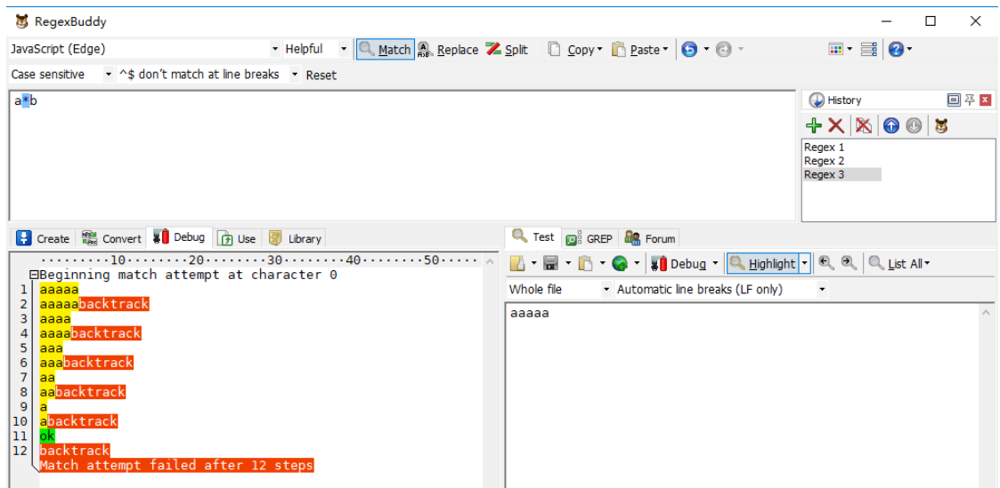 RegexBuddy
JavaScript (Edge) Helpful Match Replace Split Copy Paste
Case sensitive ^$ don't match at line breaks Reset
a*b
History
Regex 1
Regex 2
Regex 3
Create Convert Debug Use Library
Test GREP Forum
·········10········20········30········40········50·····
Beginning match attempt at character 0
1 aaaaa
2 aaaaabacktrack
3 aaaa
4 aaaabacktrack
5 aaa
6 aaabacktrack
7 aa
8 aabacktrack
9 a
10 abacktrack
11 ok
12 backtrack
Match attempt failed after 12 steps
Debug Highlight List All
Whole file Automatic line breaks (LF only)
aaaaa